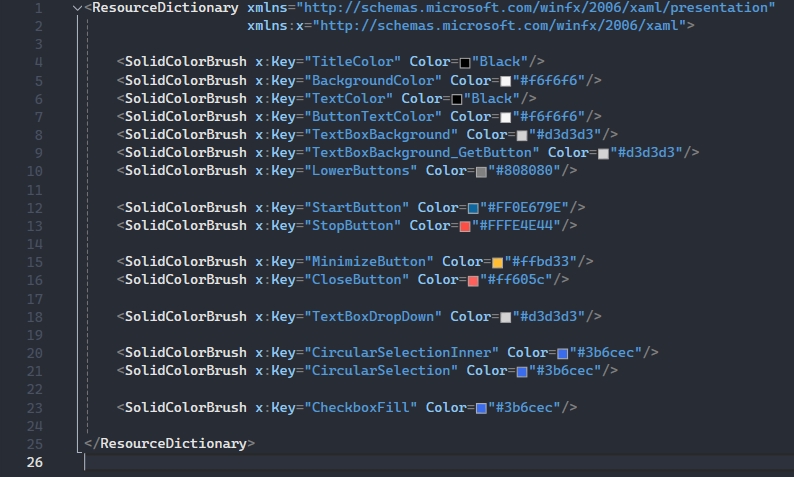 1 <ResourceDictionary xmlns="http://schemas.microsoft.com/winfx/2006/xaml/presentation"
2 xmlns:x="http://schemas.microsoft.com/winfx/2006/xaml">
3
4 <SolidColorBrush x:Key="TitleColor" Color="Black"/>
5 <SolidColorBrush x:Key="BackgroundColor" Color="#f6f6f6"/>
6 <SolidColorBrush x:Key="TextColor" Color="Black"/>
7 <SolidColorBrush x:Key="ButtonTextColor" Color="#f6f6f6"/>
8 <SolidColorBrush x:Key="TextBoxBackground" Color="#d3d3d3"/>
9 <SolidColorBrush x:Key="TextBoxBackground_GetButton" Color="#d3d3d3"/>
10 <SolidColorBrush x:Key="LowerButtons" Color="#808080"/>
11
12 <SolidColorBrush x:Key="StartButton" Color="#FF0E679E"/>
13 <SolidColorBrush x:Key="StopButton" Color="#FFFE4E44"/>
14
15 <SolidColorBrush x:Key="MinimizeButton" Color="#ffbd33"/>
16 <SolidColorBrush x:Key="CloseButton" Color="#ff605c"/>
17
18 <SolidColorBrush x:Key="TextBoxDropDown" Color="#d3d3d3"/>
19
20 <SolidColorBrush x:Key="CircularSelectionInner" Color="#3b6cec"/>
21 <SolidColorBrush x:Key="CircularSelection" Color="#3b6cec"/>
22
23 <SolidColorBrush x:Key="CheckboxFill" Color="#3b6cec"/>
24
25 </ResourceDictionary>
26